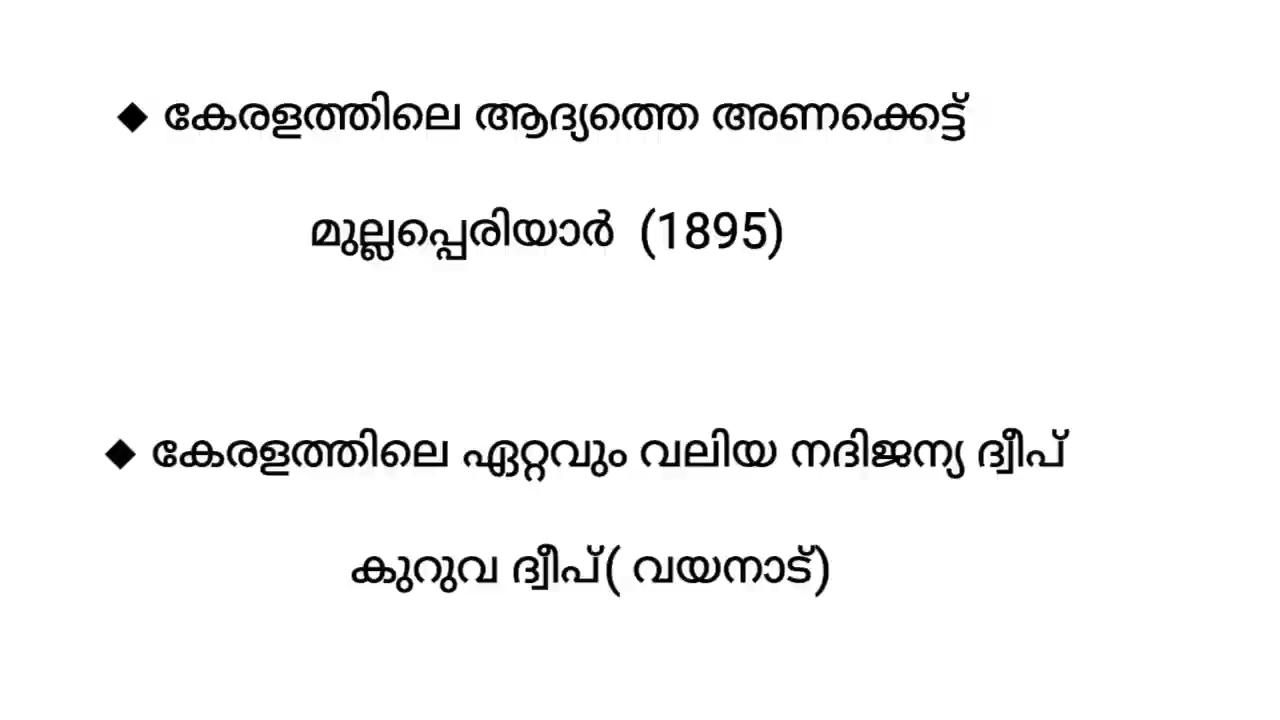 ◆ കേരളത്തിലെ ആദ്യത്തെ അണക്കെട്ട്
മുല്ലപ്പെരിയാർ (1895)
◆ കേരളത്തിലെ ഏറ്റവും വലിയ നദിജന്യ ദ്വീപ്
കുറുവ ദ്വീപ്( വയനാട്)